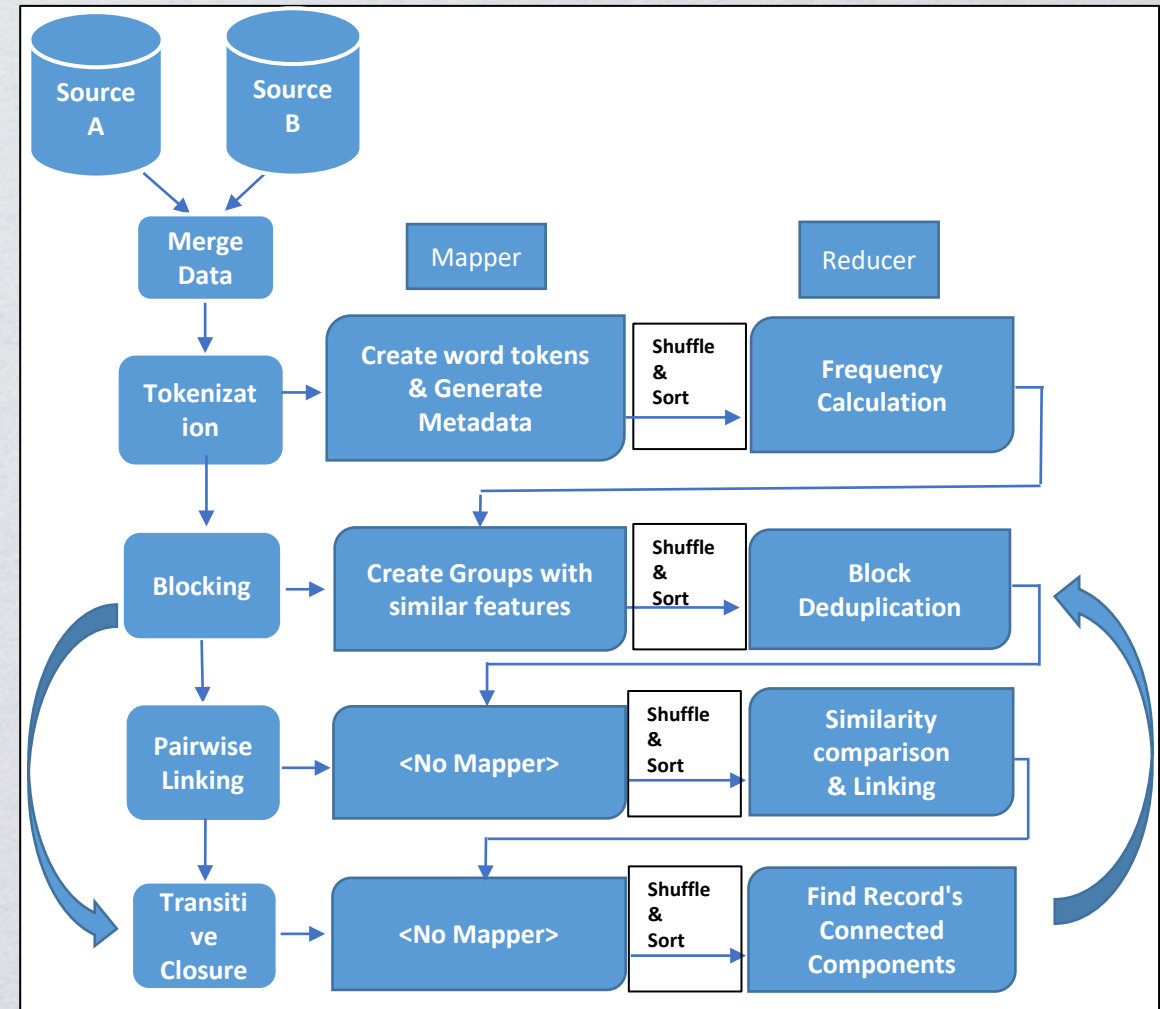 Source
A
Source
B
Merge
Data
Mapper
Reducer
Tokenizat
ion
Create word tokens
& Generate
Metadata
Shuffle
&
Sort
Frequency
Calculation
Blocking
Create Groups with
similar features
Shuffle
&
Sort
Block
Deduplication
Pairwise
Linking
<No Mapper>
Shuffle
&
Sort
Similarity
comparison
& Linking
Transiti
ve
Closure
<No Mapper>
Shuffle
&
Sort
Find Record's
Connected
Components